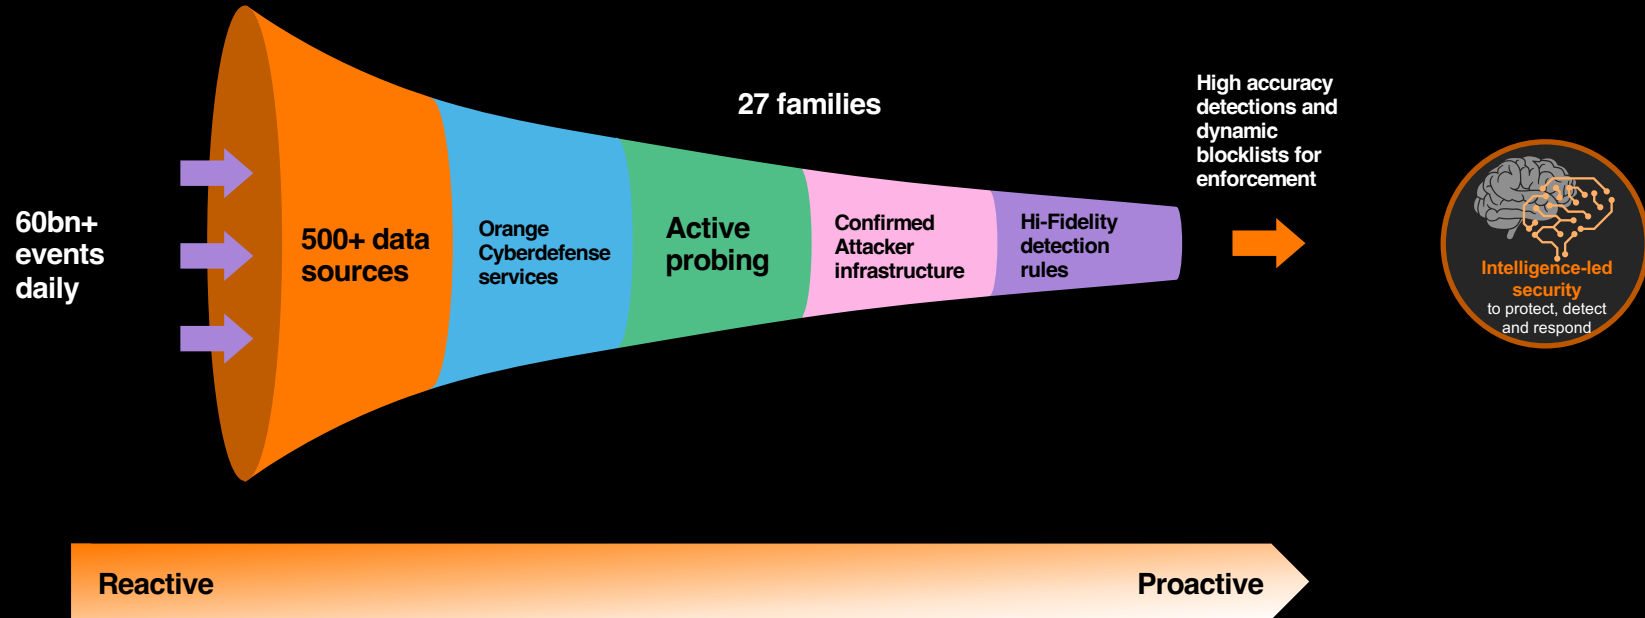 60bn+
events
daily
500+ data
sources
Orange
Cyberdefense
services
Active
probing
27 families
Confirmed
Attacker
infrastructure
Hi-Fidelity
detection
rules
High accuracy
detections and
dynamic
blocklists for
enforcement
Intelligence-led
security
to protect, detect
and respond
Reactive
Proactive